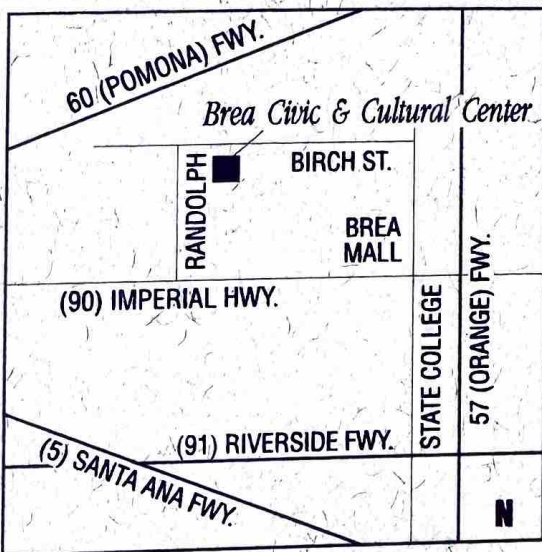 60 (POMONA) FWY.
Brea Civic & Cultural Center
RANDOLPH
BIRCH ST.
BREA
MALL
(90) IMPERIAL HWY.
STATE COLLEGE
57 (ORANGE) FWY.
(91) RIVERSIDE FWY.
(5) SANTA ANA FWY.
N